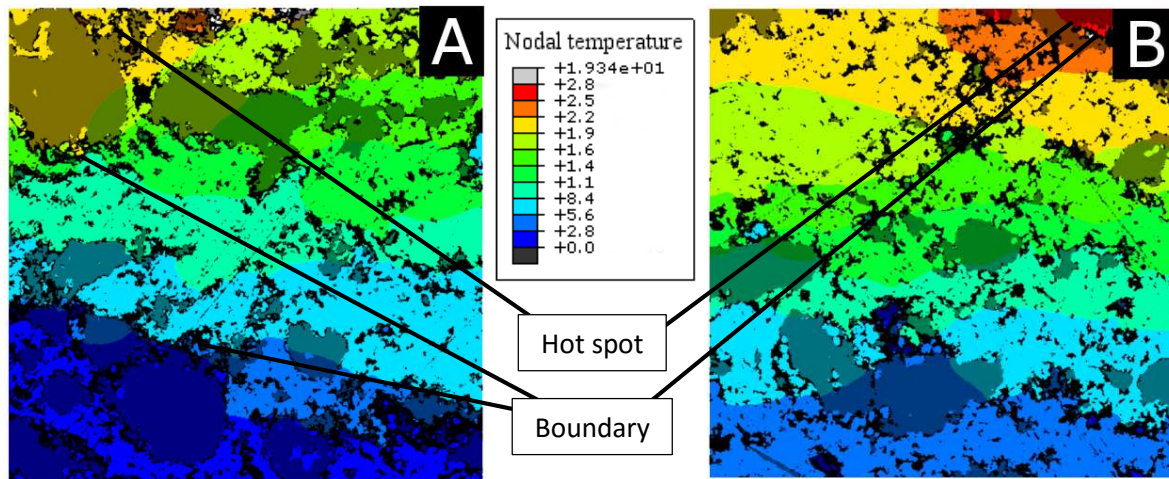 A
Nodal temperature
+1.934e+01
+2.8
+2.5
+2.2
+1.9
+1.6
+1.4
+1.1
+8.4
+5.6
+2.8
+0.0
B
Hot spot
Boundary